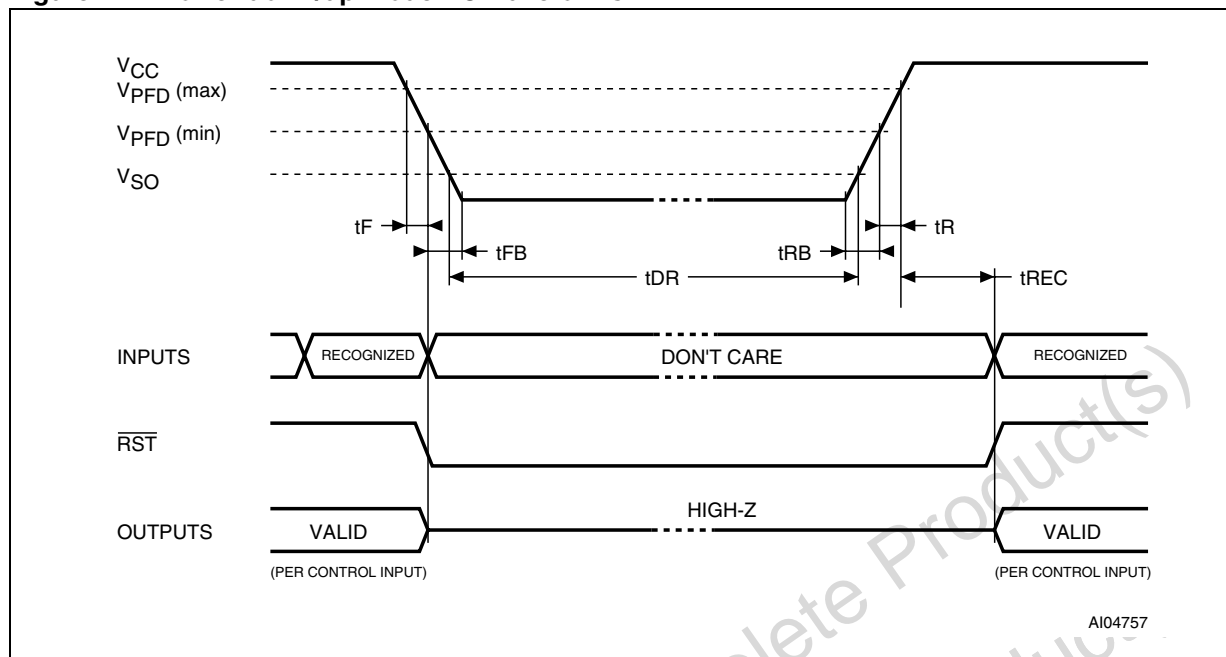 VCC
VPFD (max)
VPFD (min)
VSO
tF
tFB
tDR
tRB
tR
tREC
INPUTS
RECOGNIZED
DON'T CARE
RECOGNIZED
RST
HIGH-Z
OUTPUTS
VALID
VALID
(PER CONTROL INPUT)
(PER CONTROL INPUT)
AI04757